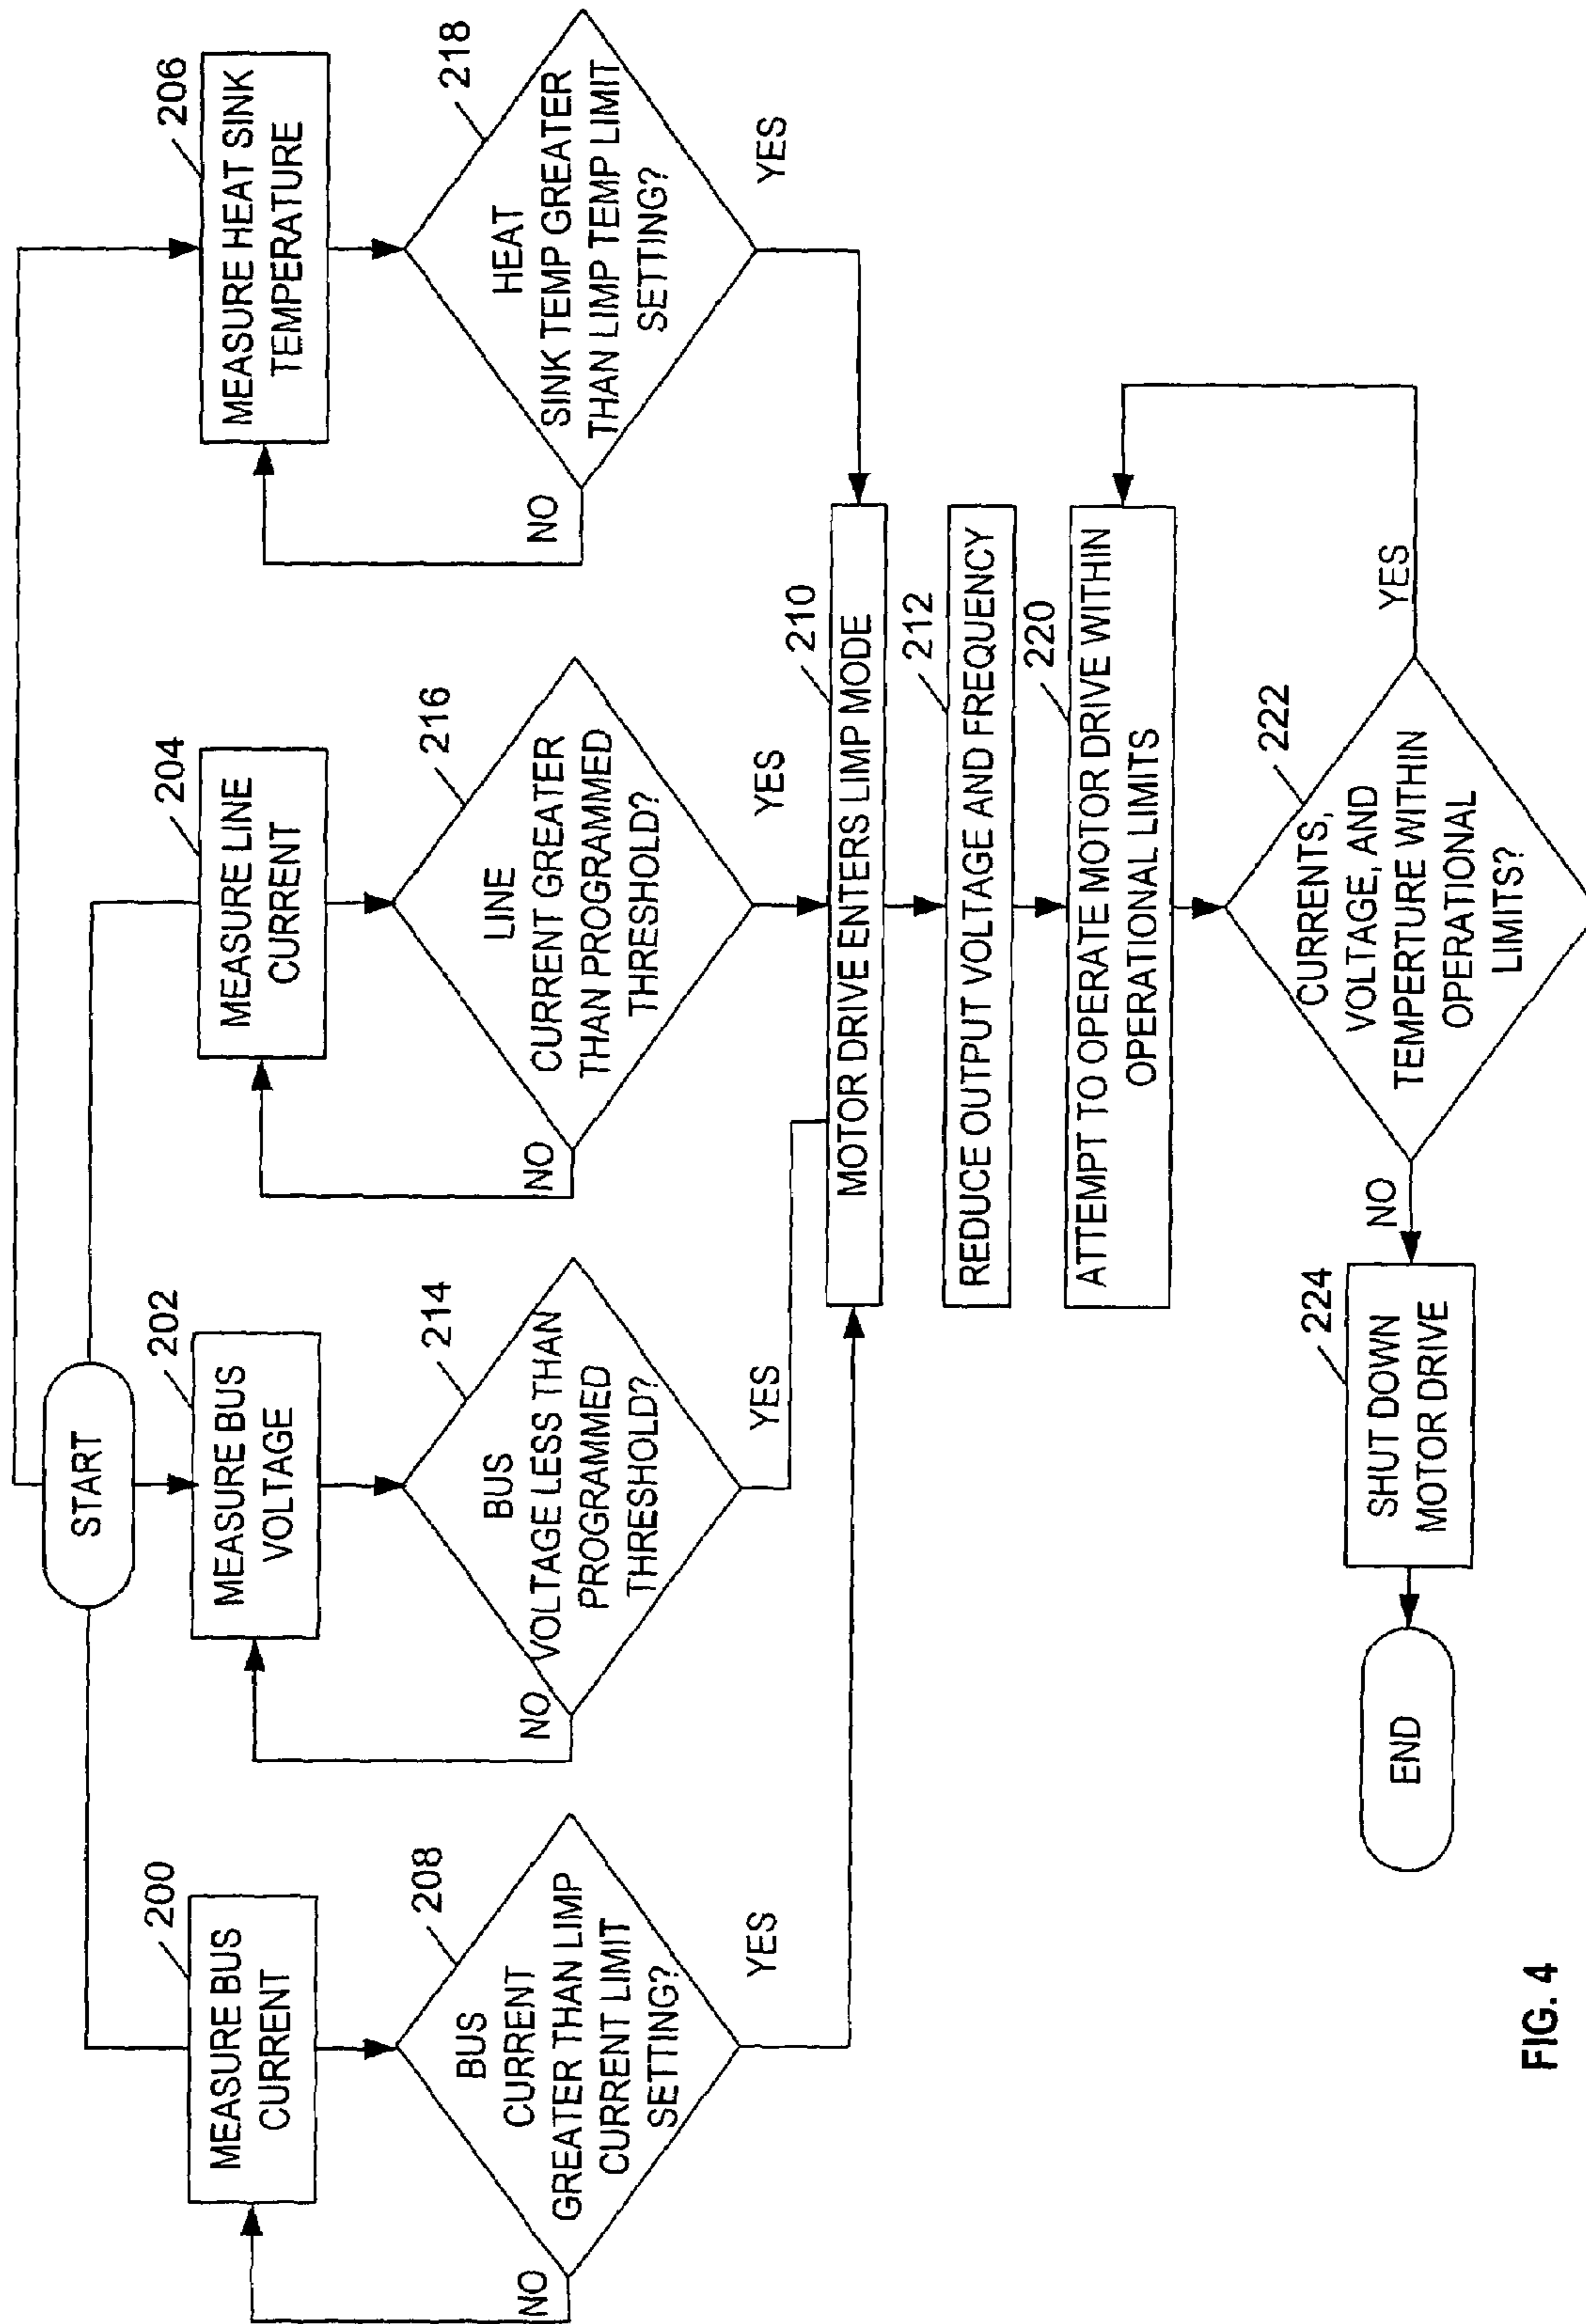 START
200
MEASURE BUS
CURRENT
202
MEASURE BUS
VOLTAGE
204
MEASURE LINE
CURRENT
206
MEASURE HEAT SINK
TEMPERATURE
208
BUS
CURRENT
GREATER THAN LIMP
CURRENT LIMIT
SETTING?
NO
YES
214
BUS
VOLTAGE LESS THAN
PROGRAMMED
THRESHOLD?
NO
YES
216
LINE
CURRENT GREATER
THAN PROGRAMMED
THRESHOLD?
NO
YES
218
HEAT
SINK TEMP GREATER
THAN LIMP TEMP LIMIT
SETTING?
NO
YES
210
MOTOR DRIVE ENTERS LIMP MODE
212
REDUCE OUTPUT VOLTAGE AND FREQUENCY
220
ATTEMPT TO OPERATE MOTOR DRIVE WITHIN
OPERATIONAL LIMITS
222
CURRENTS,
VOLTAGE, AND
TEMPERTURE WITHIN
OPERATIONAL
LIMITS?
YES
NO
224
SHUT DOWN
MOTOR DRIVE
END
FIG. 4